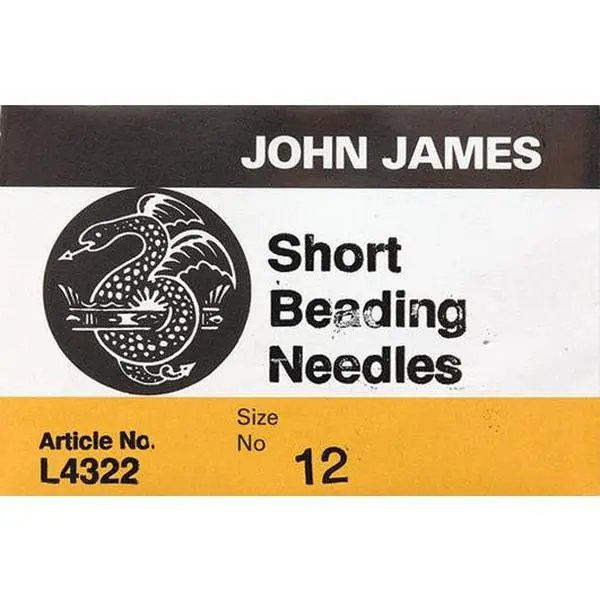 JOHN JAMES
Short
Beading
Needles
Article No.
L4322
Size
No
12